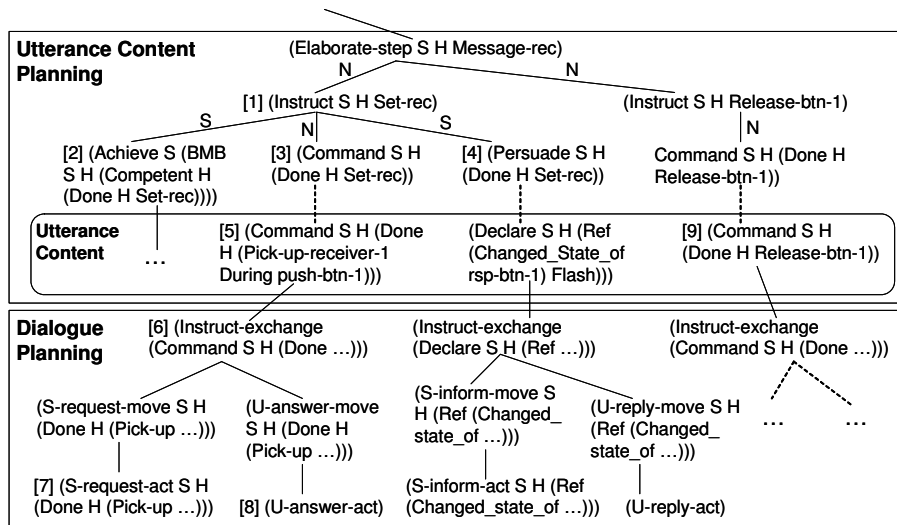 Utterance Content
Planning
(Elaborate-step S H Message-rec)
N
N
[1] (Instruct S H Set-rec)
(Instruct S H Release-btn-1)
S
N
S
N
[2] (Achieve S (BMB
S H (Competent H
(Done H Set-rec))))
[3] (Command S H
(Done H Set-rec))
[4] (Persuade S H
(Done H Set-rec))
Command S H (Done H
Release-btn-1))
Utterance
Content
...
[5] (Command S H (Done
H (Pick-up-receiver-1
During push-btn-1)))
(Declare S H (Ref
(Changed_State_of
rsp-btn-1) Flash)))
[9] (Command S H
(Done H Release-btn-1))
Dialogue
Planning
[6] (Instruct-exchange
(Command S H (Done ...)))
(Instruct-exchange
(Declare S H (Ref ...)))
(Instruct-exchange
(Command S H (Done ...)))
(S-request-move S H
(Done H (Pick-up ...)))
(U-answer-move
S H (Done H
(Pick-up ...)))
(S-inform-move S
H (Ref (Changed_
state_of ...)))
(U-reply-move S H
(Ref (Changed_
state_of ...)))
...
...
[7] (S-request-act S H
(Done H (Pick-up ...)))
[8] (U-answer-act)
(S-inform-act S H (Ref
(Changed_state_of ...)))
(U-reply-act)